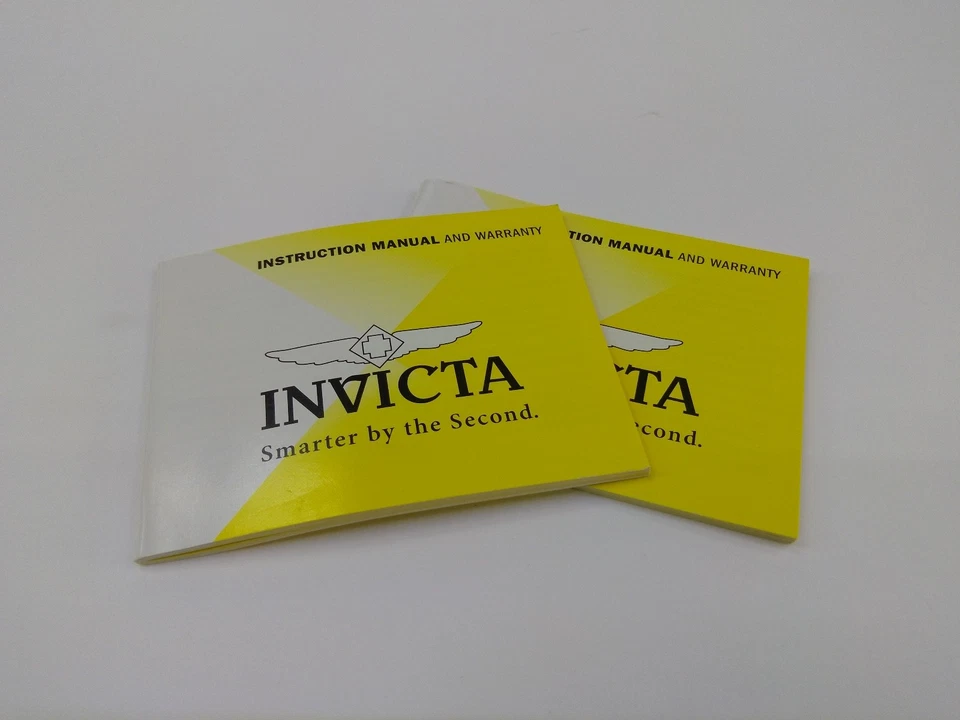 INSTRUCTION MANUAL AND WARRANTY
INVICTA
Smarter by the Second.
TION MANUAL AND WARRANTY
CTA
econd.